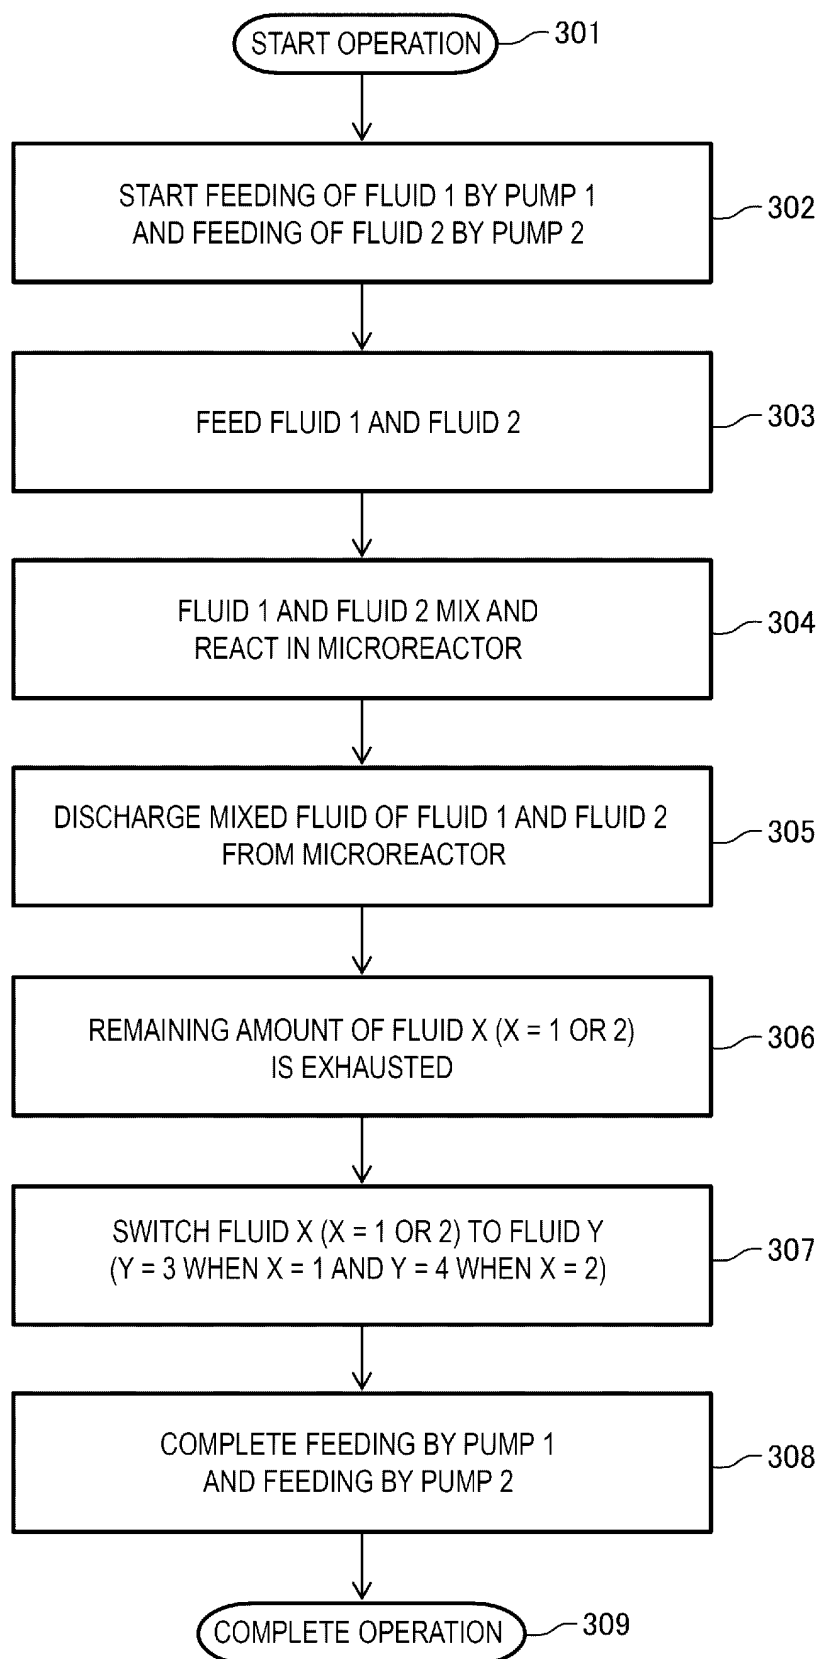 START OPERATION
301
START FEEDING OF FLUID 1 BY PUMP 1
AND FEEDING OF FLUID 2 BY PUMP 2
302
FEED FLUID 1 AND FLUID 2
303
FLUID 1 AND FLUID 2 MIX AND
REACT IN MICROREACTOR
304
DISCHARGE MIXED FLUID OF FLUID 1 AND FLUID 2
FROM MICROREACTOR
305
REMAINING AMOUNT OF FLUID X (X = 1 OR 2)
IS EXHAUSTED
306
SWITCH FLUID X (X = 1 OR 2) TO FLUID Y
(Y = 3 WHEN X = 1 AND Y = 4 WHEN X = 2)
307
COMPLETE FEEDING BY PUMP 1
AND FEEDING BY PUMP 2
308
COMPLETE OPERATION
309